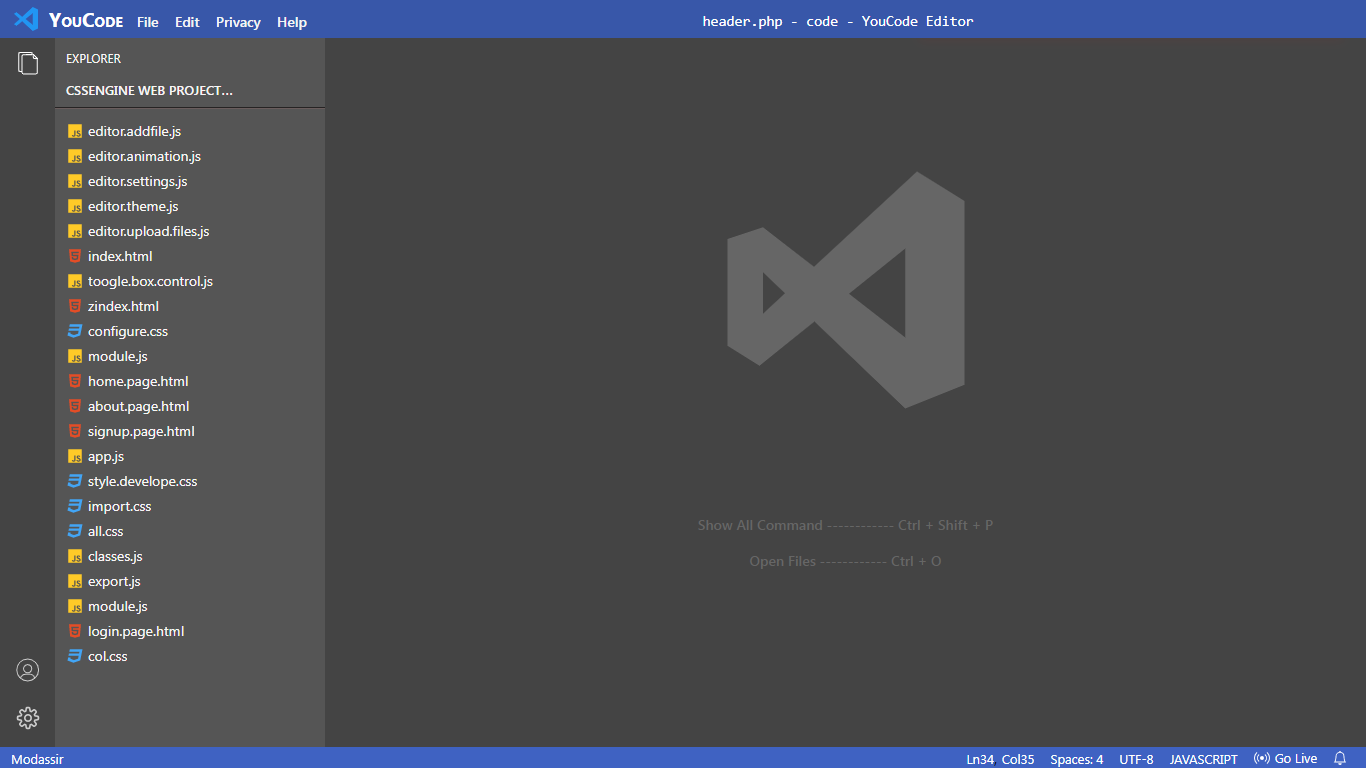 YouCode File Edit Privacy Help
header.php - code - YouCode Editor
EXPLORER
CSSENGINE WEB PROJECT...
JS editor.addfile.js
JS editor.animation.js
JS editor.settings.js
JS editor.theme.js
JS editor.upload.files.js
index.html
JS toogle.box.control.js
zindex.html
configure.css
JS module.js
home.page.html
about.page.html
signup.page.html
JS app.js
style.develope.css
import.css
all.css
JS classes.js
JS export.js
JS module.js
login.page.html
col.css
Show All Command ------------ Ctrl + Shift + P
Open Files ------------ Ctrl + O
Modassir
Ln34, Col35 Spaces: 4 UTF-8 JAVASCRIPT Go Live